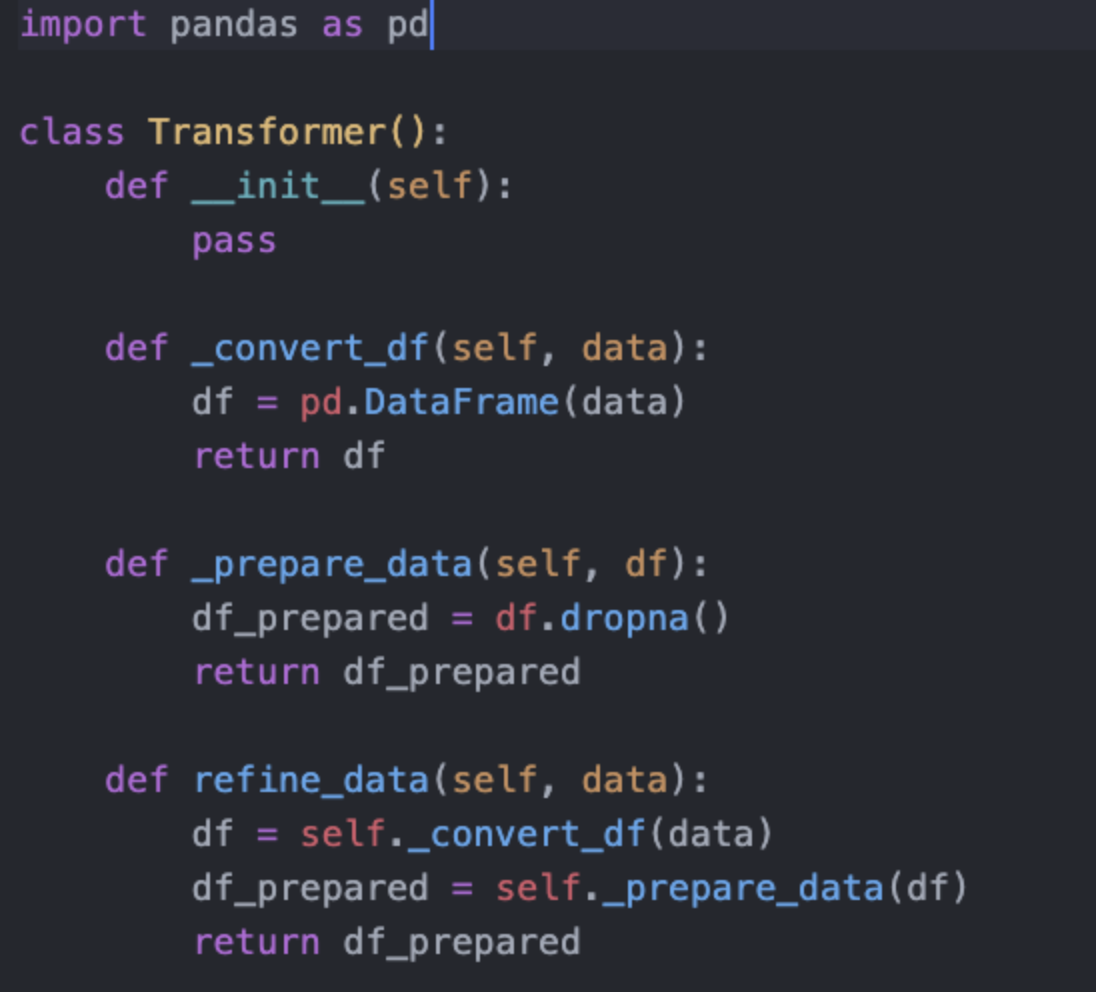 import pandas as pd
class Transformer():
    def __init__(self):
        pass
    def _convert_df(self, data):
        df = pd.DataFrame(data)
        return df
    def _prepare_data(self, df):
        df_prepared = df.dropna()
        return df_prepared
    def refine_data(self, data):
        df = self._convert_df(data)
        df_prepared = self._prepare_data(df)
        return df_prepared